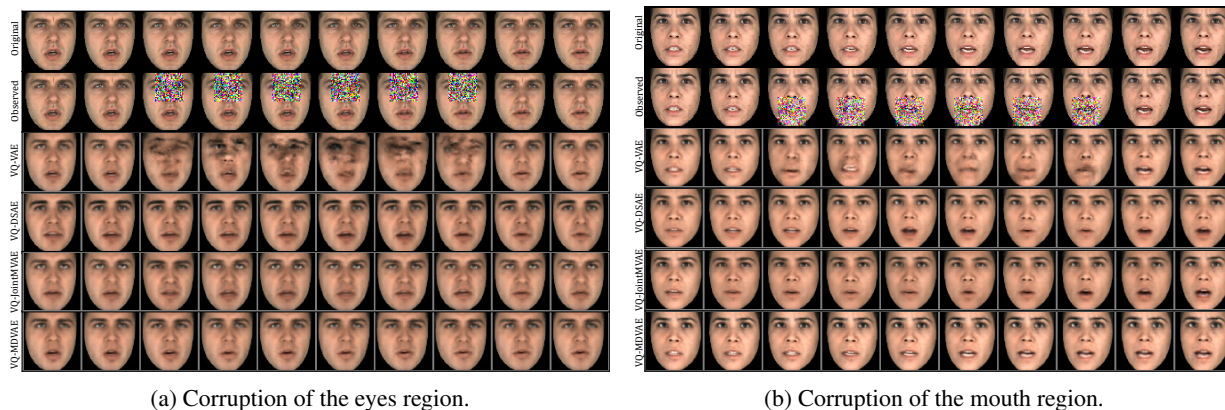 Original
Observed
VQ-VAE
VQ-DSAE
VQ-JointMVAE
VQ-MDVAE
(a) Corruption of the eyes region.
Original
Observed
VQ-VAE
VQ-DSAE
VQ-JointMVAE
VQ-MDVAE
(b) Corruption of the mouth region.